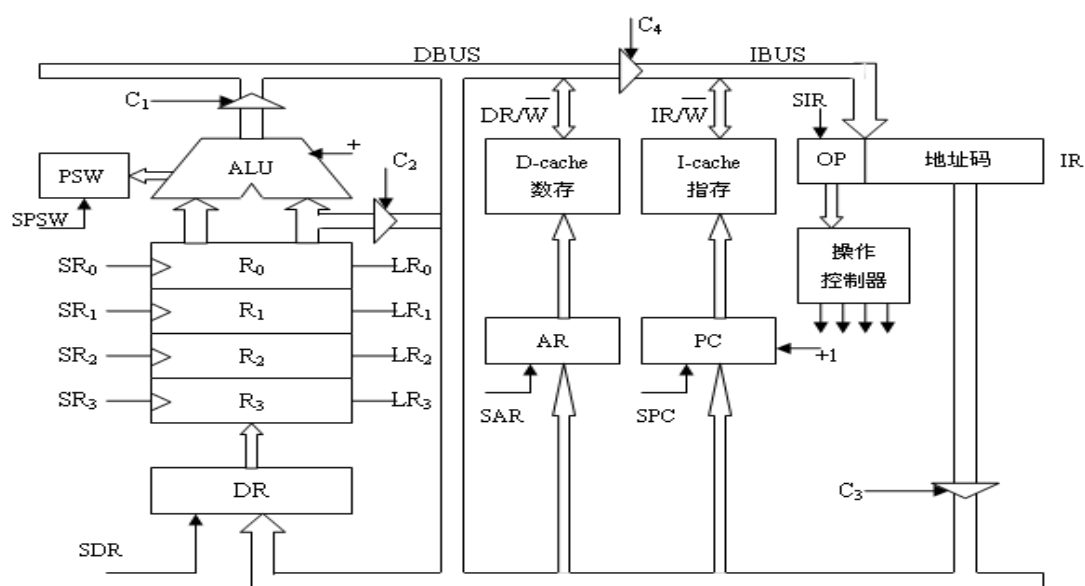 C₄
DBUS
IBUS
C₁
DR/W̅
IR/W̅
SIR
+
ALU
PSW
C₂
D-cache
数存
I-cache
指存
OP
地址码
IR
SPSW
SR₀
R₀
LR₀
操作
控制器
SR₁
R₁
LR₁
SR₂
R₂
LR₂
AR
PC
+1
SR₃
R₃
LR₃
SAR
SPC
DR
C₃
SDR